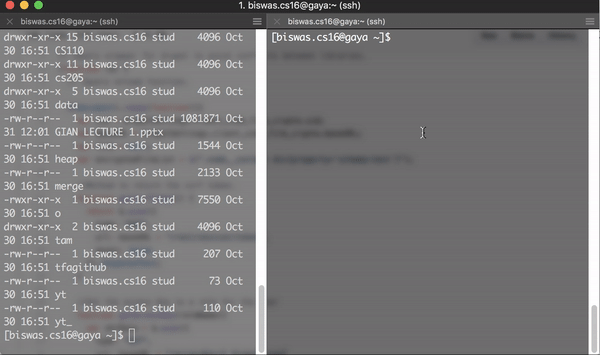 1. biswas.cs16@gaya:~ (ssh)
× biswas.cs16@gaya:~ (ssh)
× biswas.cs16@gaya:~ (ssh)
drwxr-xr-x 15 biswas.cs16 stud 4096 Oct
30 16:51 CS110
drwxr-xr-x 11 biswas.cs16 stud 4096 Oct
30 16:51 cs205
drwxr-xr-x 5 biswas.cs16 stud 4096 Oct
30 16:51 data
-rw-r--r-- 1 biswas.cs16 stud 1081871 Oct
31 12:01 GIAN LECTURE 1.pptx
-rw-r--r-- 1 biswas.cs16 stud 1544 Oct
30 16:51 heap
-rw-r--r-- 1 biswas.cs16 stud 2133 Oct
30 16:51 merge
-rwxr-xr-x 1 biswas.cs16 stud 7550 Oct
30 16:51 o
drwxr-xr-x 2 biswas.cs16 stud 4096 Oct
30 16:51 tam
-rw-r--r-- 1 biswas.cs16 stud 207 Oct
30 16:51 tfagithub
-rw-r--r-- 1 biswas.cs16 stud 73 Oct
30 16:51 yt
-rw-r--r-- 1 biswas.cs16 stud 110 Oct
30 16:51 yt_
[biswas.cs16@gaya ~]$
[biswas.cs16@gaya ~]$